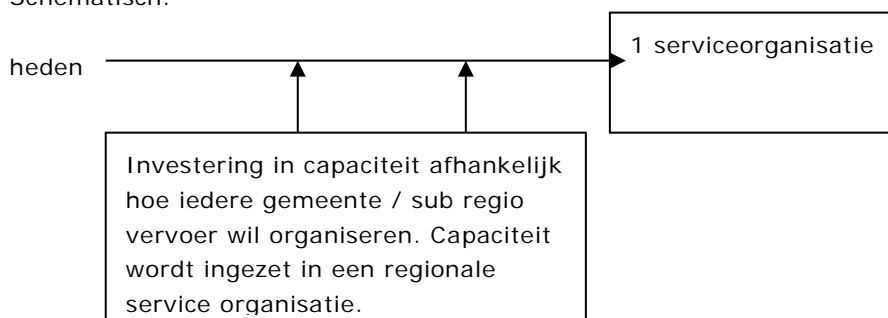 Schematisch:
1 serviceorganisatie
heden
Investering in capaciteit afhankelijk
hoe iedere gemeente / sub regio
vervoer wil organiseren. Capaciteit
wordt ingezet in een regionale
service organisatie.